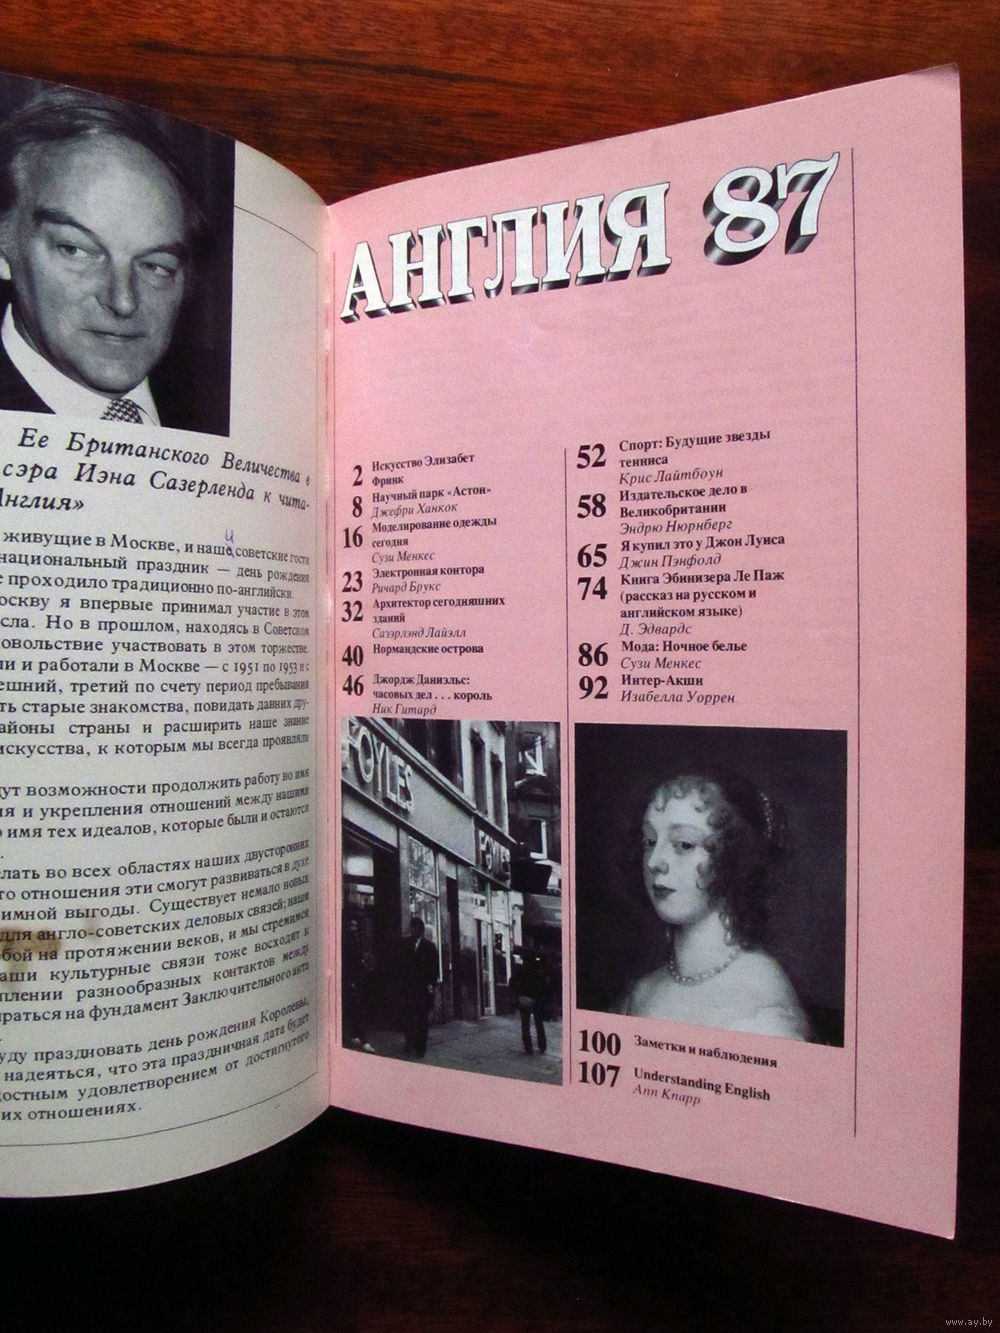 Ее Британского Величества в
сэра Иэна Сазерленда к чита-
Англия»
живущие в Москве, и наши советские гости
и
национальный праздник — день рождения
проходило традиционно по-английски.
я впервые принимал участие в этом
Но в прошлом, находясь в Советском
участвовать в этом торжестве.
и работали в Москве — с 1951 по 1953 и с
третий по счету период пребывания
старые знакомства, повидать давних дру-
страны и расширить наше знание
искусства, к которым мы всегда проявляли
возможности продолжить работу во имя
и укрепления отношений между нашими
имя тех идеалов, которые были и остаются
во всех областях наших двусторонних
отношения эти смогут развиваться в духе
выгоды. Существует немало новых
для англо-советских деловых связей; наши
на протяжении веков, и мы стремимся
культурные связи тоже восходят к
разнообразных контактов между
на фундамент Заключительного акта
праздновать день рождения Королевы,
надеяться, что эта праздничная дата будет
удовлетворением от достигнутого
отношениях.
АНГЛИЯ 87
2 Искусство Элизабет
Фринк
8 Научный парк «Астон»
Джефри Ханкок
16 Моделирование одежды
сегодня
Сузи Менкес
23 Электронная контора
Ричард Брукс
32 Архитектор сегодняшних
зданий
Сазэрлэнд Лайэлл
40 Нормандские острова
46 Джордж Даниэльс:
часовых дел . . . король
Ник Гитард
FOYLES
FOYLES
52 Спорт: Будущие звезды
тенниса
Крис Лайтбоун
58 Издательское дело в
Великобритании
Эндрю Нюрнберг
65 Я купил это у Джон Луиса
Джин Пэнфолд
74 Книга Эбинизера Ле Паж
(рассказ на русском и
английском языке)
Д. Эдвардс
86 Мода: Ночное белье
Сузи Менкес
92 Интер-Акшн
Изабелла Уоррен
100 Заметки и наблюдения
107 Understanding English
Апп Кнарр
www.ay.by